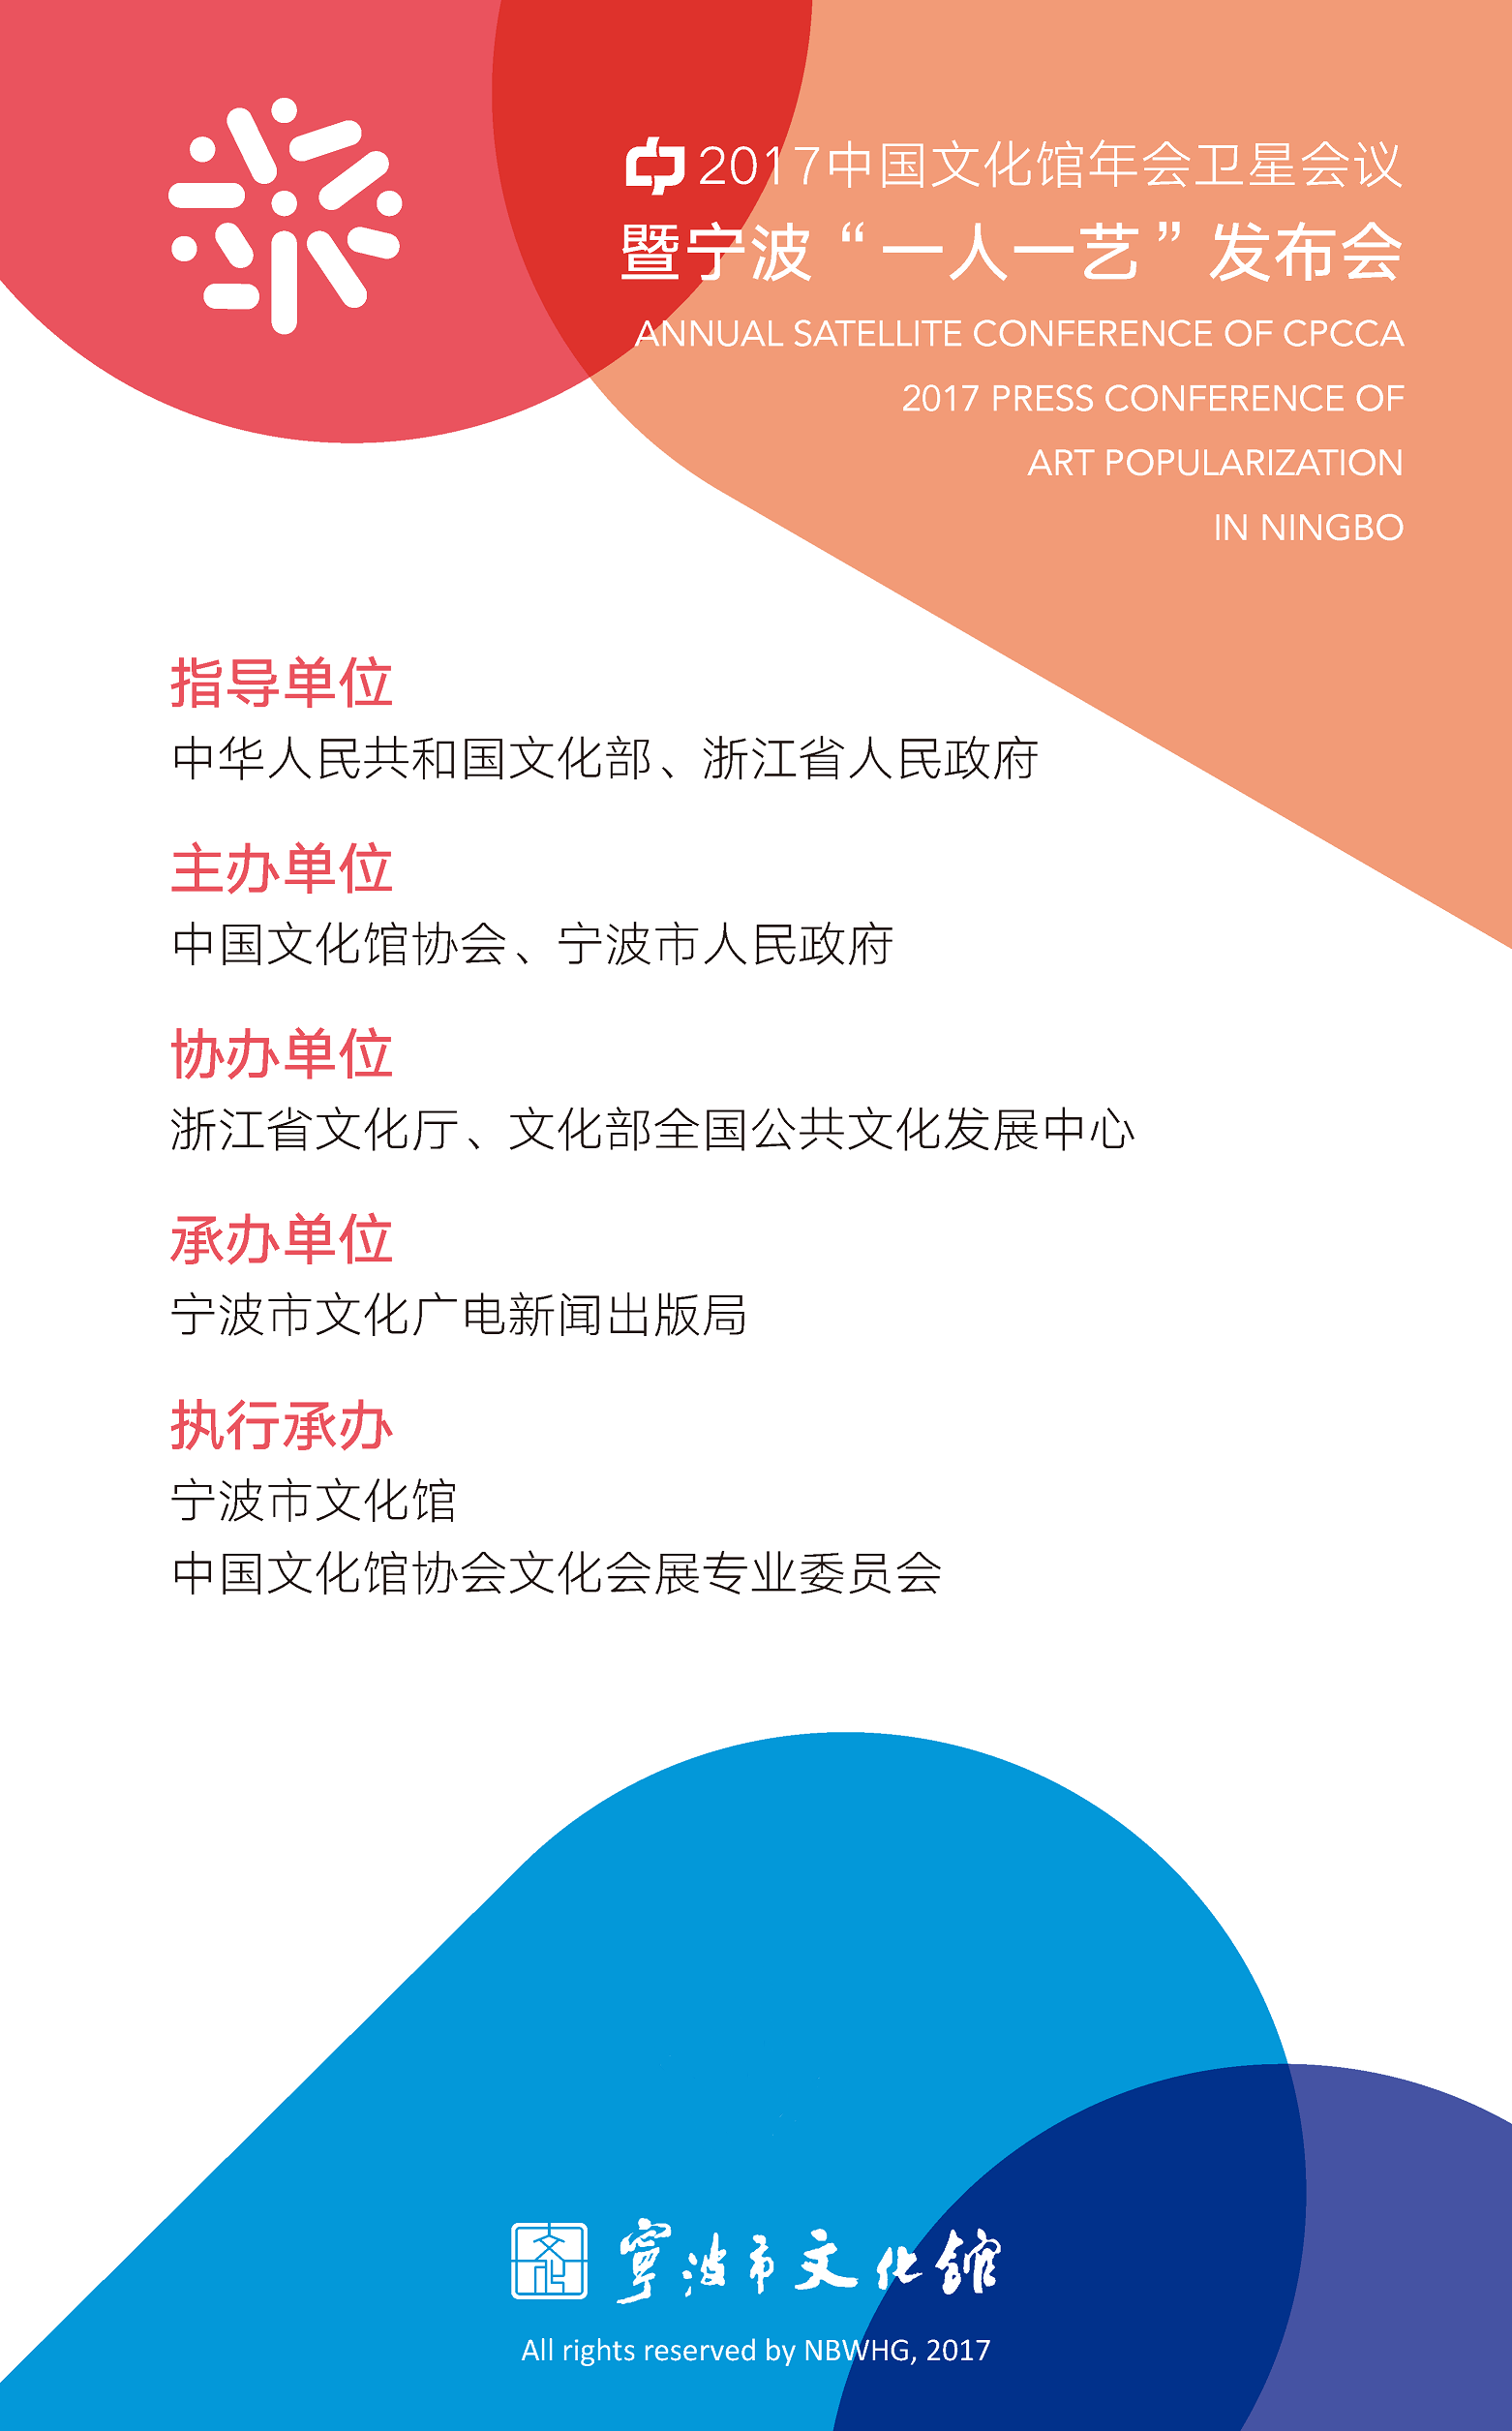 2017中国文化馆年会卫星会议
暨宁波“一人一艺”发布会
ANNUAL SATELLITE CONFERENCE OF CPCCA
2017 PRESS CONFERENCE OF
ART POPULARIZATION
IN NINGBO
指导单位
中华人民共和国文化部、浙江省人民政府
主办单位
中国文化馆协会、宁波市人民政府
协办单位
浙江省文化厅、文化部全国公共文化发展中心
承办单位
宁波市文化广电新闻出版局
执行承办
宁波市文化馆
中国文化馆协会文化会展专业委员会
寧波市文化館
All rights reserved by NBWHG, 2017